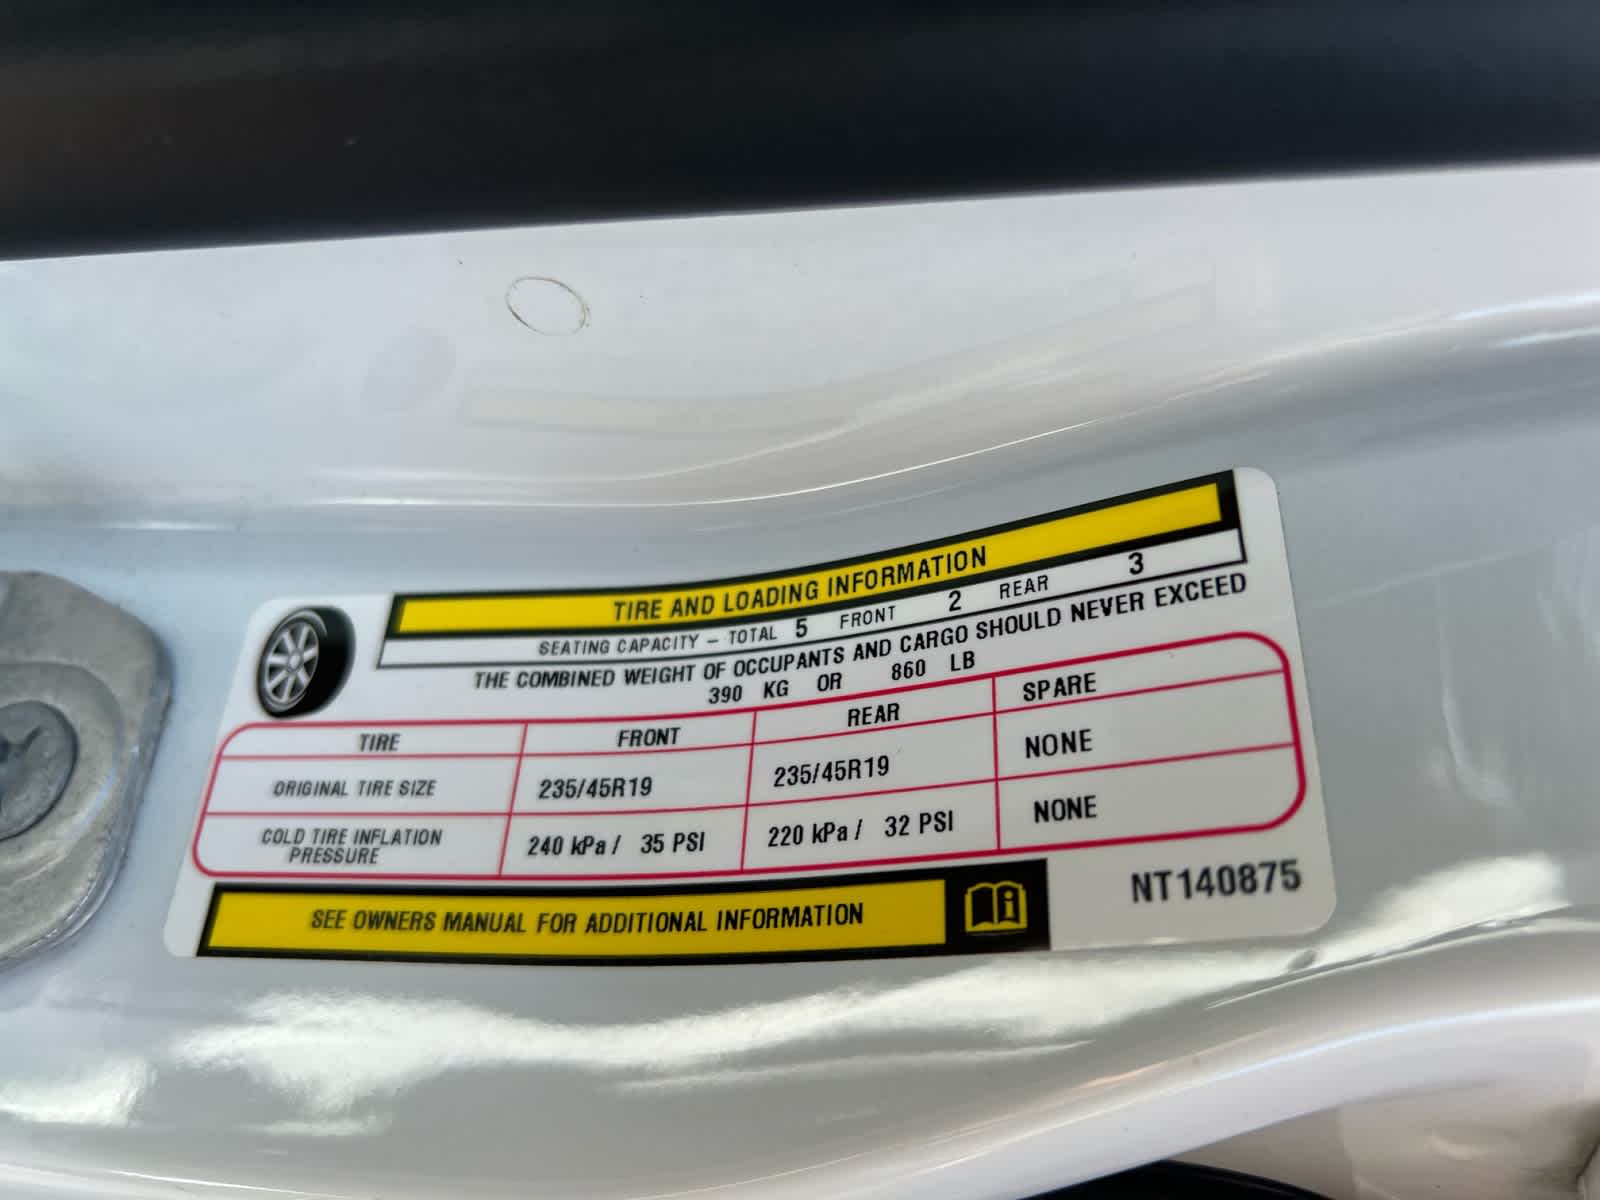 TIRE AND LOADING INFORMATION
SEATING CAPACITY – TOTAL 5 FRONT 2 REAR 3
THE COMBINED WEIGHT OF OCCUPANTS AND CARGO SHOULD NEVER EXCEED
390 KG OR 860 LB
TIRE FRONT REAR SPARE
ORIGINAL TIRE SIZE 235/45R19 235/45R19 NONE
COLD TIRE INFLATION
PRESSURE 240 kPa / 35 PSI 220 kPa / 32 PSI NONE
SEE OWNERS MANUAL FOR ADDITIONAL INFORMATION
NT140875